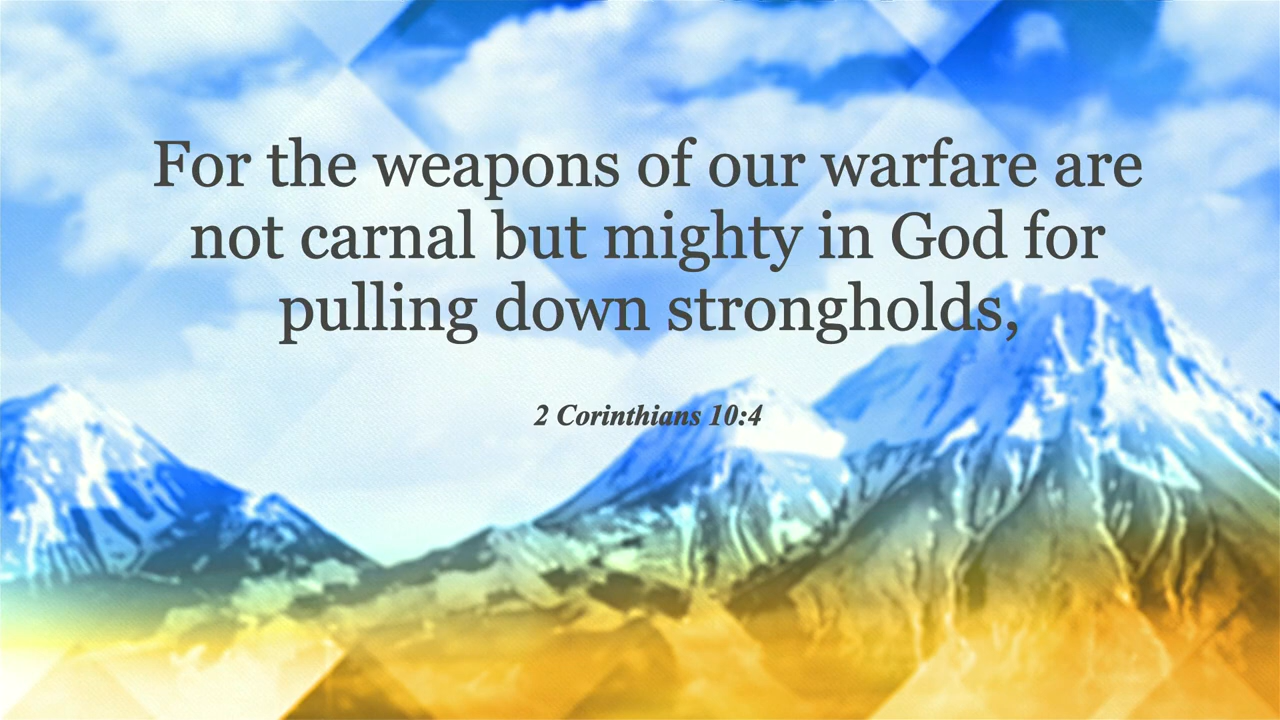 For the weapons of our warfare are
not carnal but mighty in God for
pulling down strongholds,
2 Corinthians 10:4